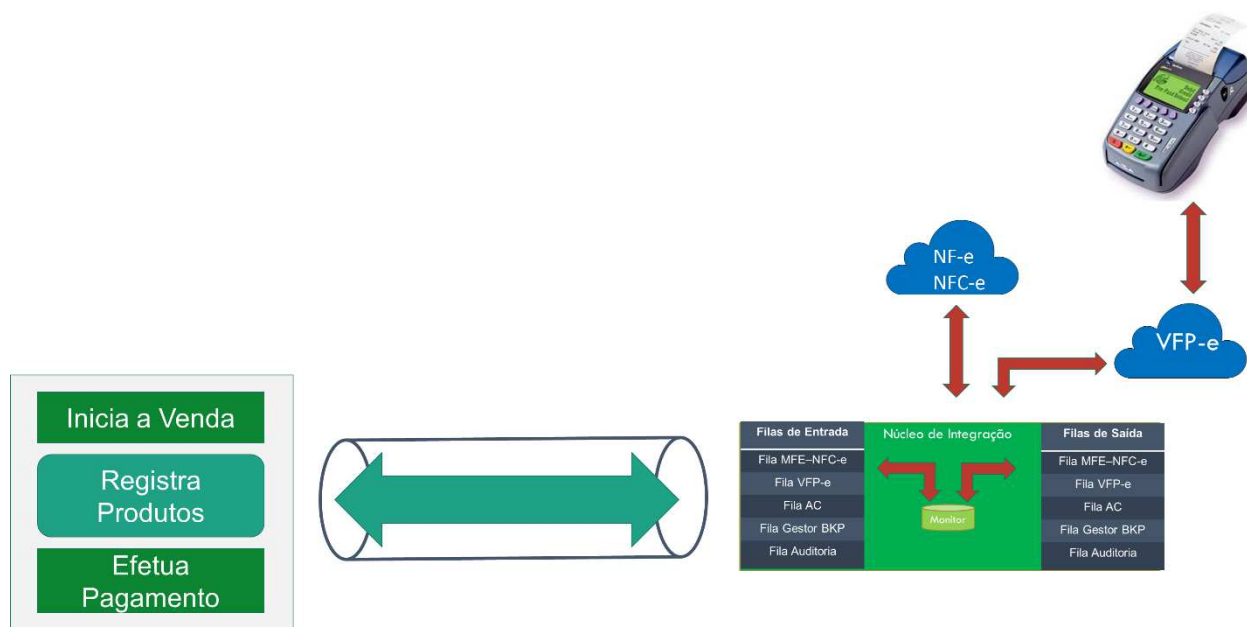 NF-e
NFC-e
VFP-e
Inicia a Venda
Registra
Produtos
Efetua
Pagamento
Filas de Entrada
Fila MFE–NFC-e
Fila VFP-e
Fila AC
Fila Gestor BKP
Fila Auditoria
Núcleo de Integração
Monitor
Filas de Saída
Fila MFE–NFC-e
Fila VFP-e
Fila AC
Fila Gestor BKP
Fila Auditoria